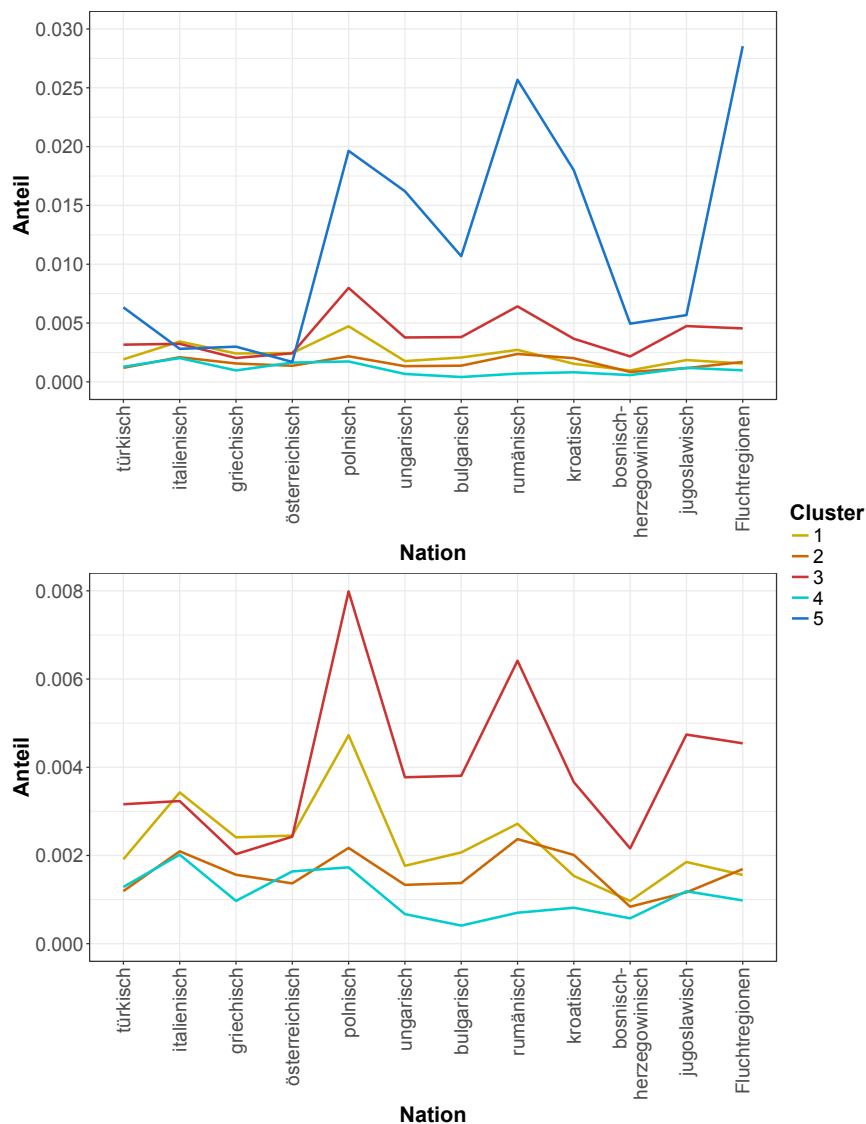 0.030
0.025
0.020
0.015
0.010
0.005
0.000
Anteil
türkisch
italienisch
griechisch
österreichisch
polnisch
ungarisch
bulgarisch
rumänisch
kroatisch
bosnisch-
herzegowinisch
jugoslawisch
Fluchtregionen
Nation
Cluster
1
2
3
4
5
0.008
0.006
0.004
0.002
0.000
Anteil
türkisch
italienisch
griechisch
österreichisch
polnisch
ungarisch
bulgarisch
rumänisch
kroatisch
bosnisch-
herzegowinisch
jugoslawisch
Fluchtregionen
Nation